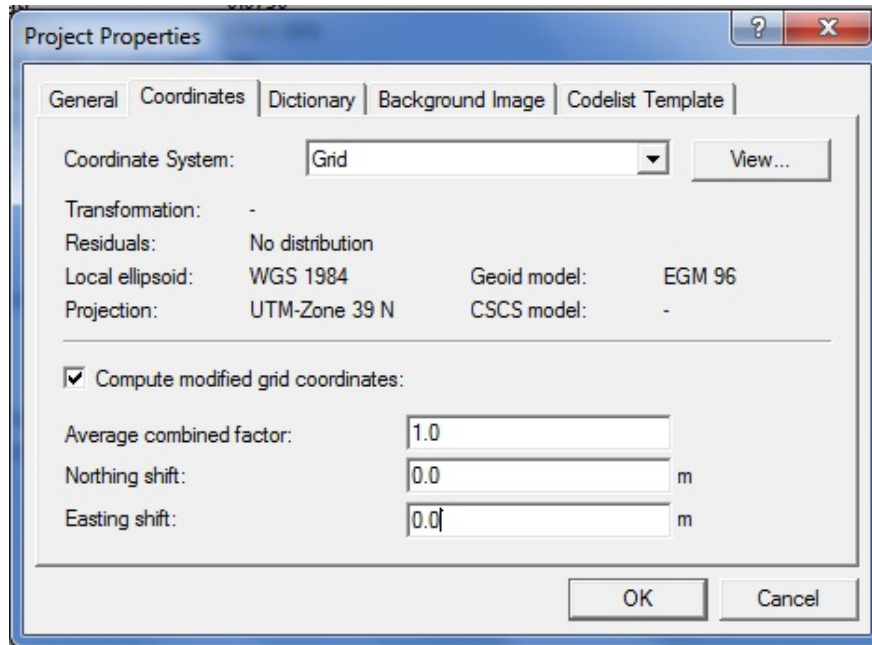 Project Properties
General Coordinates Dictionary Background Image Codelist Template
Coordinate System: Grid View...
Transformation: -
Residuals: No distribution
Local ellipsoid: WGS 1984 Geoid model: EGM 96
Projection: UTM-Zone 39 N CSCS model: -
Compute modified grid coordinates:
Average combined factor: 1.0
Northing shift: 0.0 m
Easting shift: 0.0 m
OK Cancel